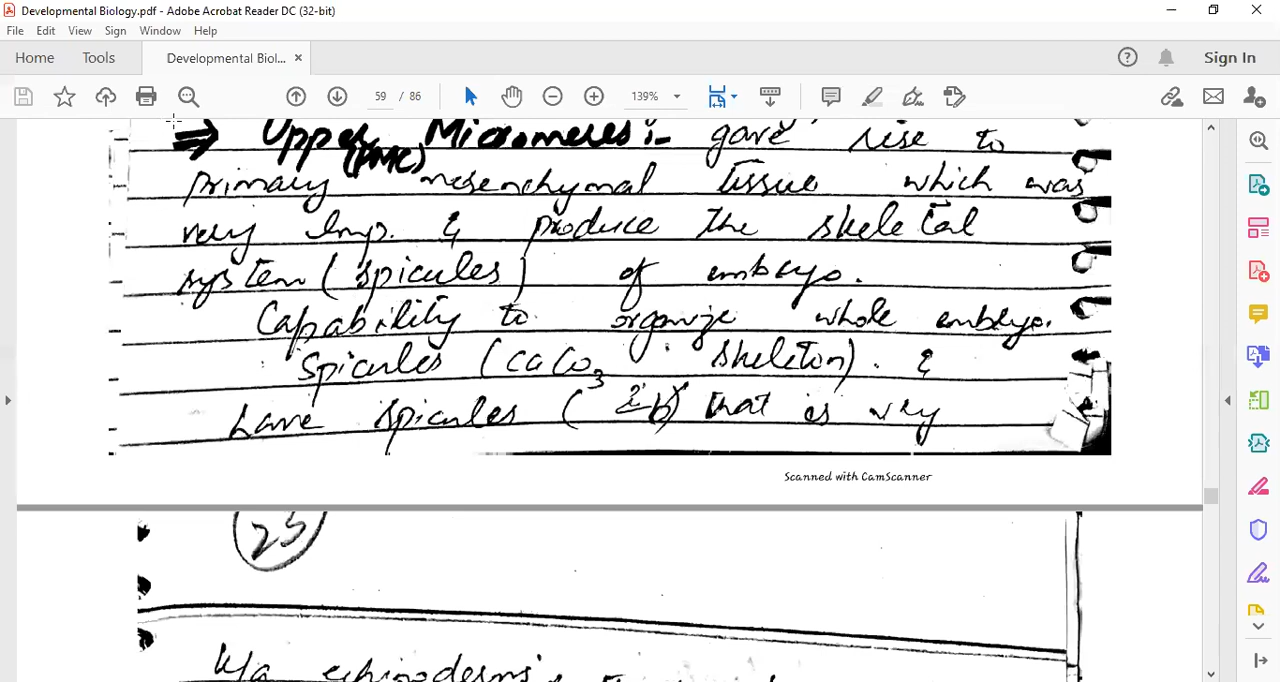 Developmental Biology.pdf - Adobe Acrobat Reader DC (32-bit)
File Edit View Sign Window Help
Home Tools Developmental Biol... × Sign In
59 / 86 139%
⇒ Upper Micromeres:- gave rise to
(PMC)
primary mesenchymal tissue which was
very Imp. & produce the skeletal
system (spicules) of embryo.
Capability to organize whole embryo.
Spicules (CaCO3 skeleton). &
have spicules ( that is very
Scanned with CamScanner
25
k/a echinoderms